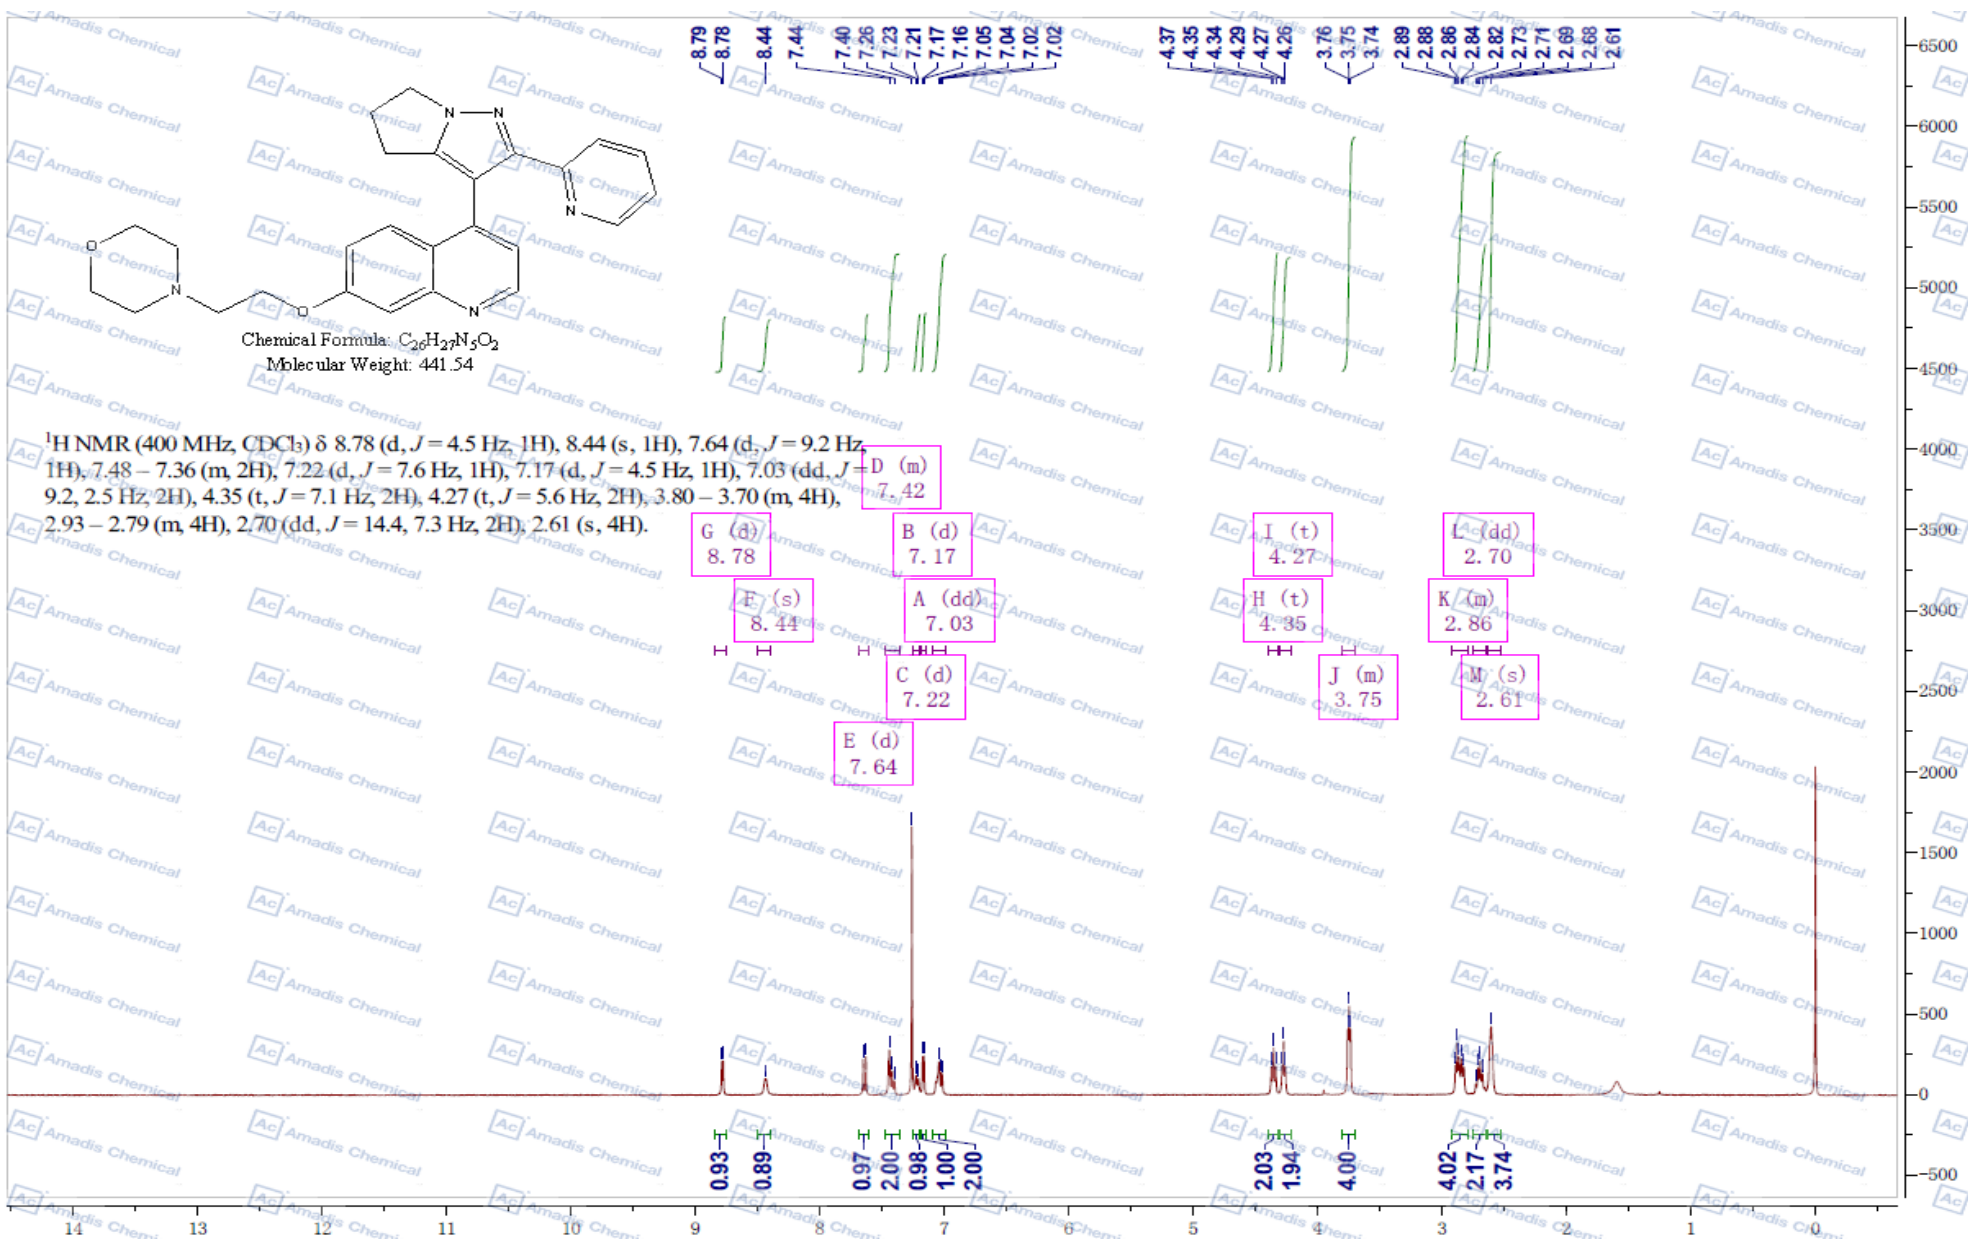 8.79 8.78 8.44 7.44 7.40 7.26 7.23 7.21 7.17 7.16 7.05 7.04 7.02 7.02 4.37 4.35 4.34 4.29 4.27 4.26 3.76 3.75 3.74 2.89 2.88 2.86 2.84 2.82 2.73 2.71 2.69 2.68 2.61
N N
N
O
N
O
N
Chemical Formula: C₂₆H₂₇N₅O₂
Molecular Weight: 441.54
¹H NMR (400 MHz, CDCl₃) δ 8.78 (d, J = 4.5 Hz, 1H), 8.44 (s, 1H), 7.64 (d, J = 9.2 Hz,
1H), 7.48 – 7.36 (m, 2H), 7.22 (d, J = 7.6 Hz, 1H), 7.17 (d, J = 4.5 Hz, 1H), 7.03 (dd, J =
9.2, 2.5 Hz, 2H), 4.35 (t, J = 7.1 Hz, 2H), 4.27 (t, J = 5.6 Hz, 2H), 3.80 – 3.70 (m, 4H),
2.93 – 2.79 (m, 4H), 2.70 (dd, J = 14.4, 7.3 Hz, 2H), 2.61 (s, 4H).
D (m)
7.42
G (d)
8.78
B (d)
7.17
I (t)
4.27
L (dd)
2.70
F (s)
8.44
A (dd)
7.03
H (t)
4.35
K (m)
2.86
C (d)
7.22
J (m)
3.75
M (s)
2.61
E (d)
7.64
6500
6000
5500
5000
4500
4000
3500
3000
2500
2000
1500
1000
500
0
-500
0.93 0.89 0.97 2.00 0.98 1.00 2.00 2.03 1.94 4.00 4.02 2.17 3.74
14 13 12 11 10 9 8 7 6 5 4 3 2 1 0
Ac Amadis Chemical